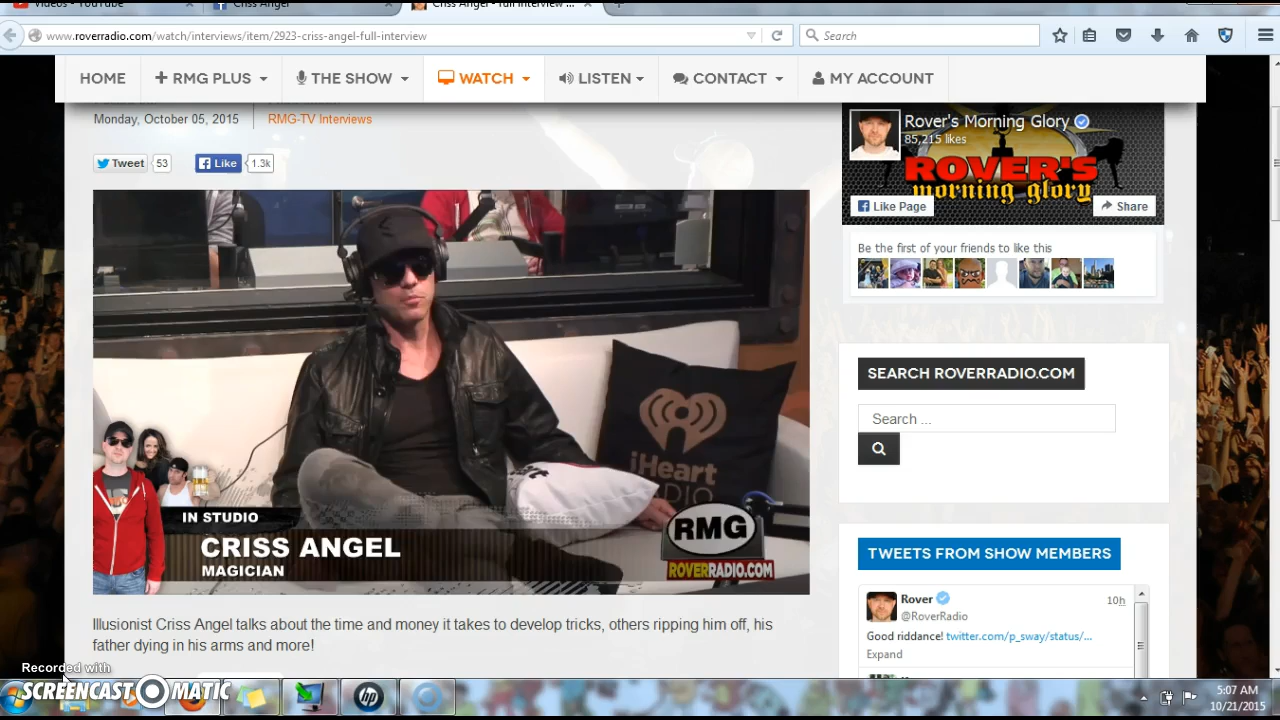 Videos - YouTube
Criss Angel
Criss Angel - full interview ...
www.roverradio.com/watch/interviews/item/2923-criss-angel-full-interview
Search
HOME
RMG PLUS
THE SHOW
WATCH
LISTEN
CONTACT
MY ACCOUNT
Monday, October 05, 2015
RMG-TV Interviews
Tweet
53
Like
1.3k
iHeart
RADIO
IN STUDIO
CRISS ANGEL
MAGICIAN
RMG
ROVERRADIO.COM
Illusionist Criss Angel talks about the time and money it takes to develop tricks, others ripping him off, his
father dying in his arms and more!
Rover's Morning Glory
85,215 likes
ROVER'S
morning glory
Like Page
Share
Be the first of your friends to like this
SEARCH ROVERRADIO.COM
Search ...
TWEETS FROM SHOW MEMBERS
Rover
10h
@RoverRadio
Good riddance! twitter.com/p_sway/status/...
Expand
Recorded with
SCREENCAST MATIC
hp
5:07 AM
10/21/2015